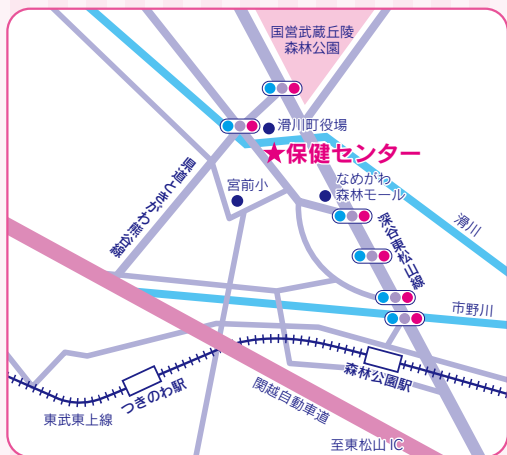 国営武蔵丘陵
森林公園
滑川町役場
★保健センター
なめがわ
森林モール
宮前小
県道ときがわ熊谷線
深谷東松山線
滑川
市野川
森林公園駅
つきのわ駅
関越自動車道
東武東上線
至東松山IC